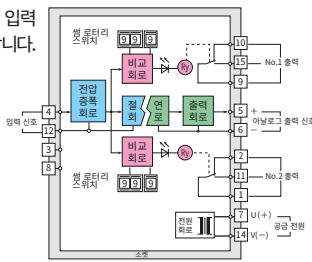 입력
합니다.
썸 로터리
스위치
9 9 9
비교
회로
Ry
10
15
9
No.1 출력
전압
증폭
회로
절 연
회 로
출력
회로
4
입력 신호
12
3
8
5 +
아날로그 출력 신호
6 −
비교
회로
Ry
썸 로터리
스위치
9 9 9
2
11
No.2 출력
1
전원
회로
7 U(+)
공급 전원
14 V(−)
소켓